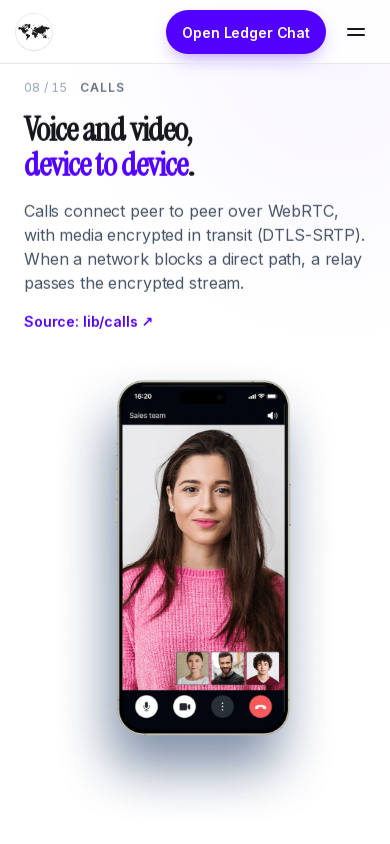 Open Ledger Chat
08 / 15 CALLS
Voice and video,
device to device.
Calls connect peer to peer over WebRTC,
with media encrypted in transit (DTLS-SRTP).
When a network blocks a direct path, a relay
passes the encrypted stream.
Source: lib/calls ↗
16:20
Sales team